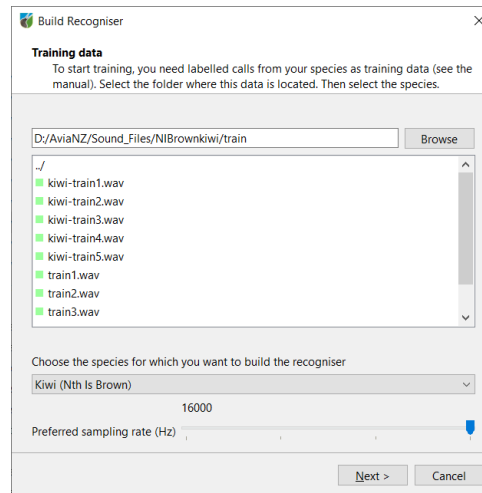 Build Recogniser
Training data
To start training, you need labelled calls from your species as training data (see the
manual). Select the folder where this data is located. Then select the species.
D:/AviaNZ/Sound_Files/NIBrownkiwi/train
Browse
../
kiwi-train1.wav
kiwi-train2.wav
kiwi-train3.wav
kiwi-train4.wav
kiwi-train5.wav
train1.wav
train2.wav
train3.wav
Choose the species for which you want to build the recogniser
Kiwi (Nth Is Brown)
16000
Preferred sampling rate (Hz)
Next >
Cancel